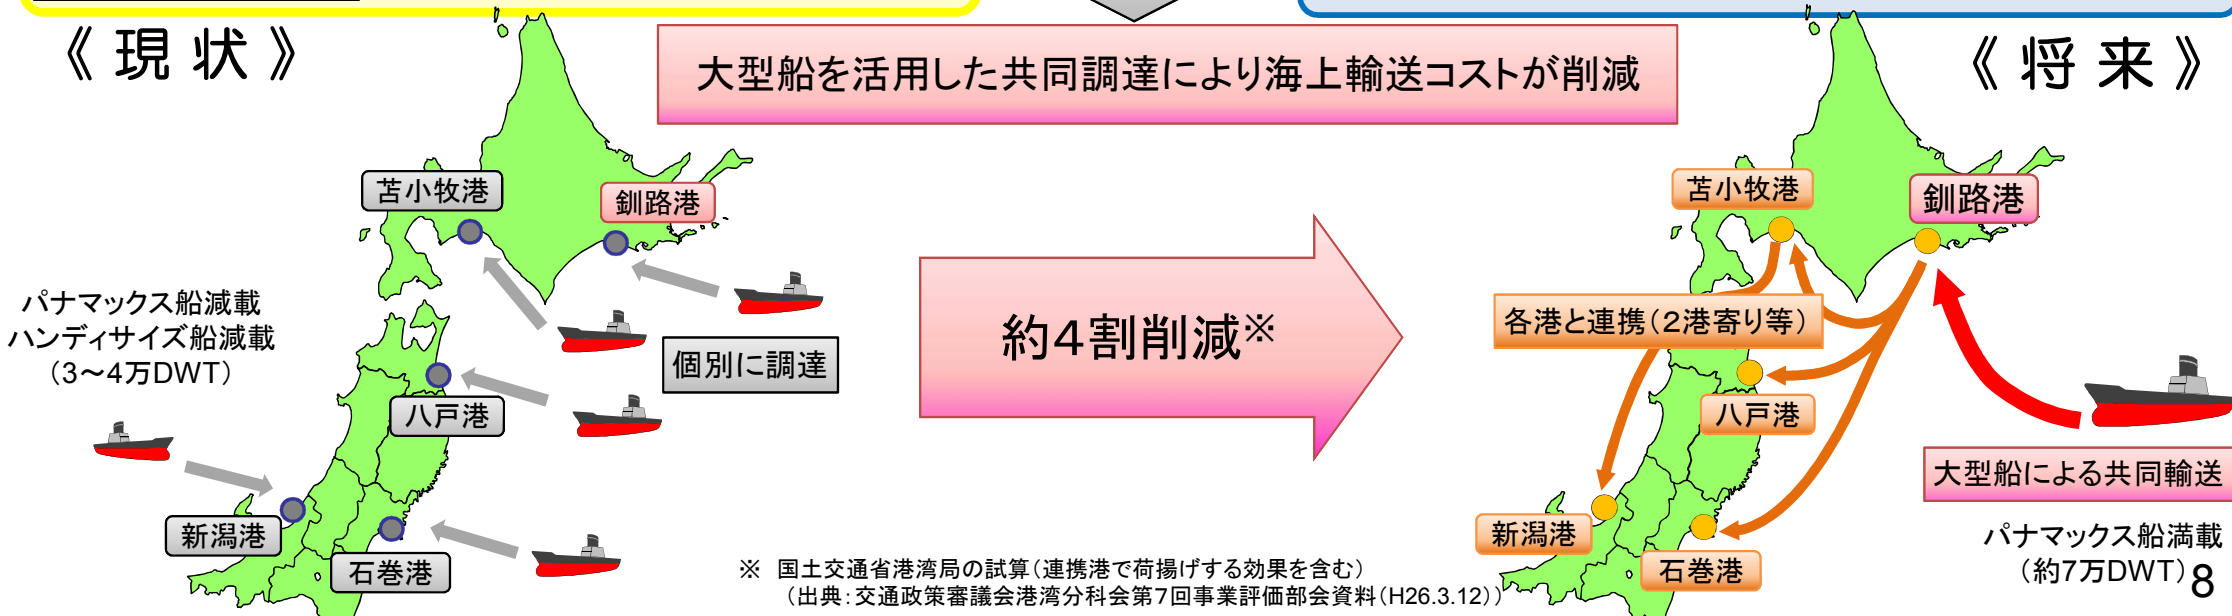 《 現 状 》
大型船を活用した共同調達により海上輸送コストが削減
《 将 来 》
苫小牧港
釧路港
パナマックス船減載
ハンディサイズ船減載
（3～4万DWT）
個別に調達
八戸港
新潟港
石巻港
約4割削減※
苫小牧港
釧路港
各港と連携（2港寄り等）
八戸港
大型船による共同輸送
新潟港
石巻港
パナマックス船満載
（約7万DWT）
※ 国土交通省港湾局の試算（連携港で荷揚げする効果を含む）
（出典：交通政策審議会港湾分科会第7回事業評価部会資料（H26.3.12））
8